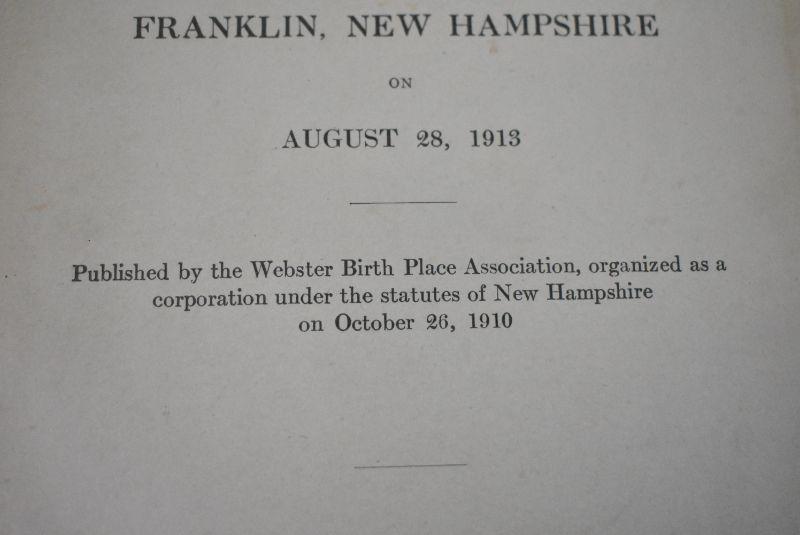 FRANKLIN, NEW HAMPSHIRE
ON
AUGUST 28, 1913
Published by the Webster Birth Place Association, organized as a
corporation under the statutes of New Hampshire
on October 26, 1910